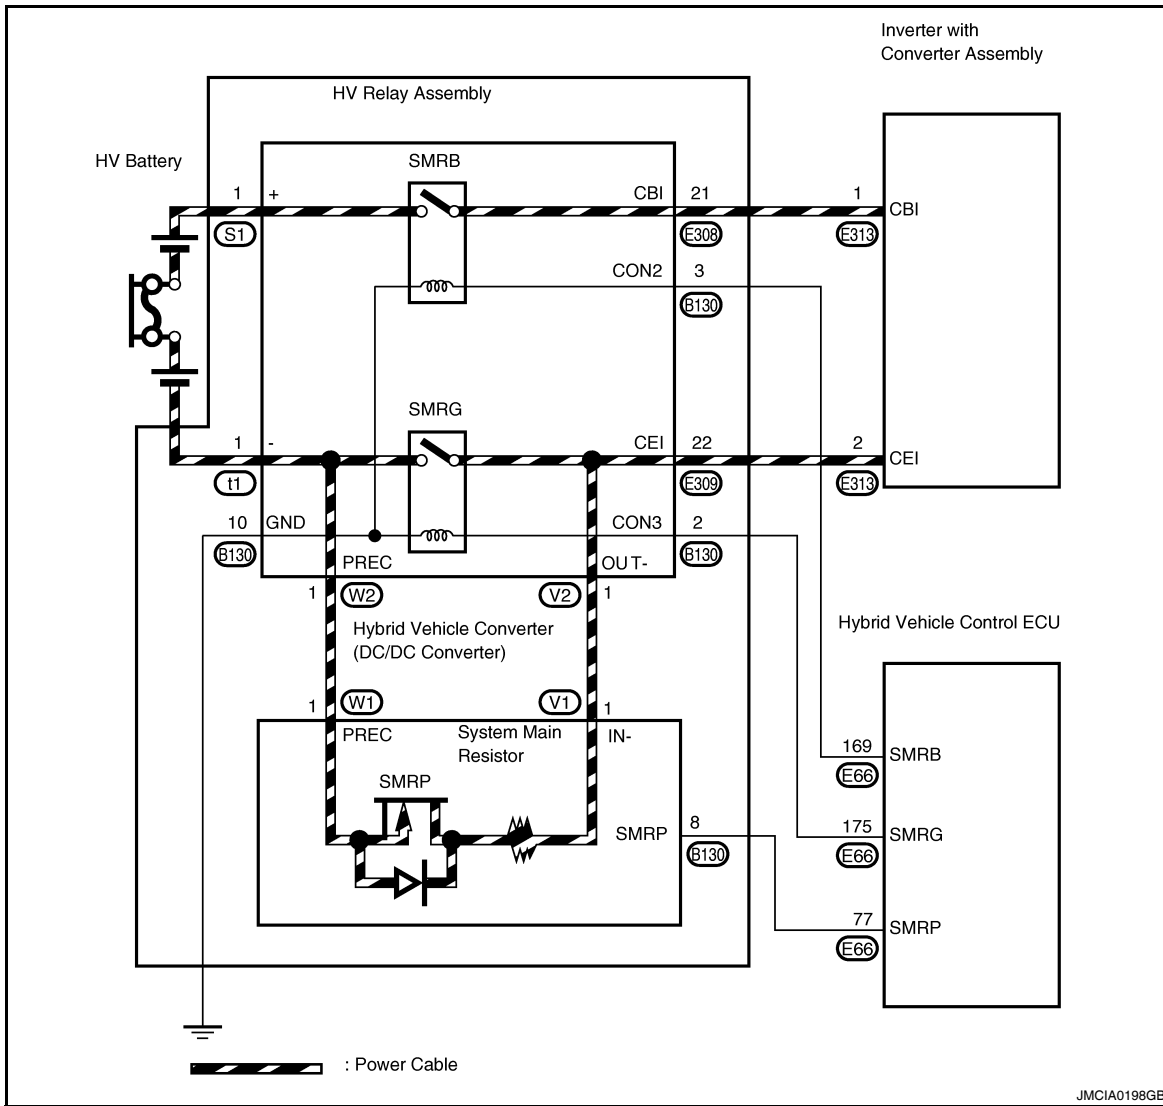 Inverter with
Converter Assembly
HV Relay Assembly
HV Battery
SMRB
1 + CBI 21 1 CBI
S1 E308 E313
CON2 3
B130
SMRG
1 - CEI 22 2 CEI
t1 E309 E313
10 GND CON3 2
B130 B130
PREC OUT-
1 W2 V2 1
Hybrid Vehicle Converter
(DC/DC Converter)
Hybrid Vehicle Control ECU
1 W1 V1 1
PREC System Main IN-
Resistor
169 SMRB
E66
SMRP
SMRP 8 175 SMRG
B130 E66
77 SMRP
E66
: Power Cable
JMCIA0198GB